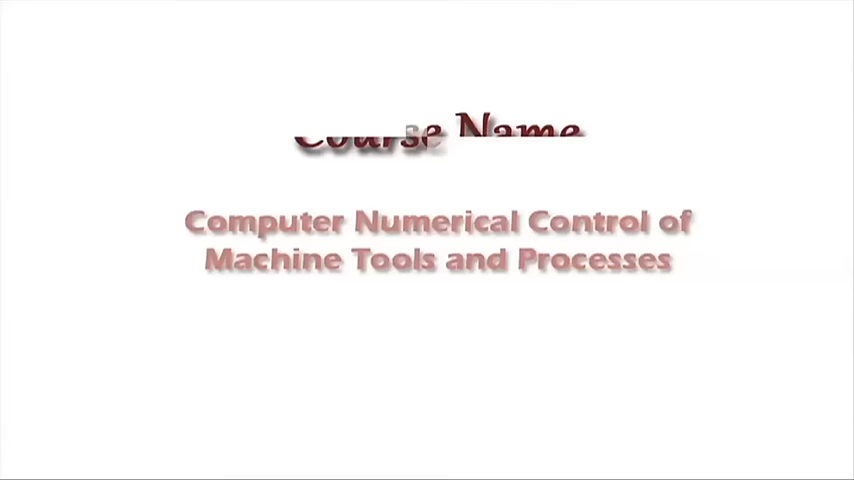 Course Name
Computer Numerical Control of
Machine Tools and Processes